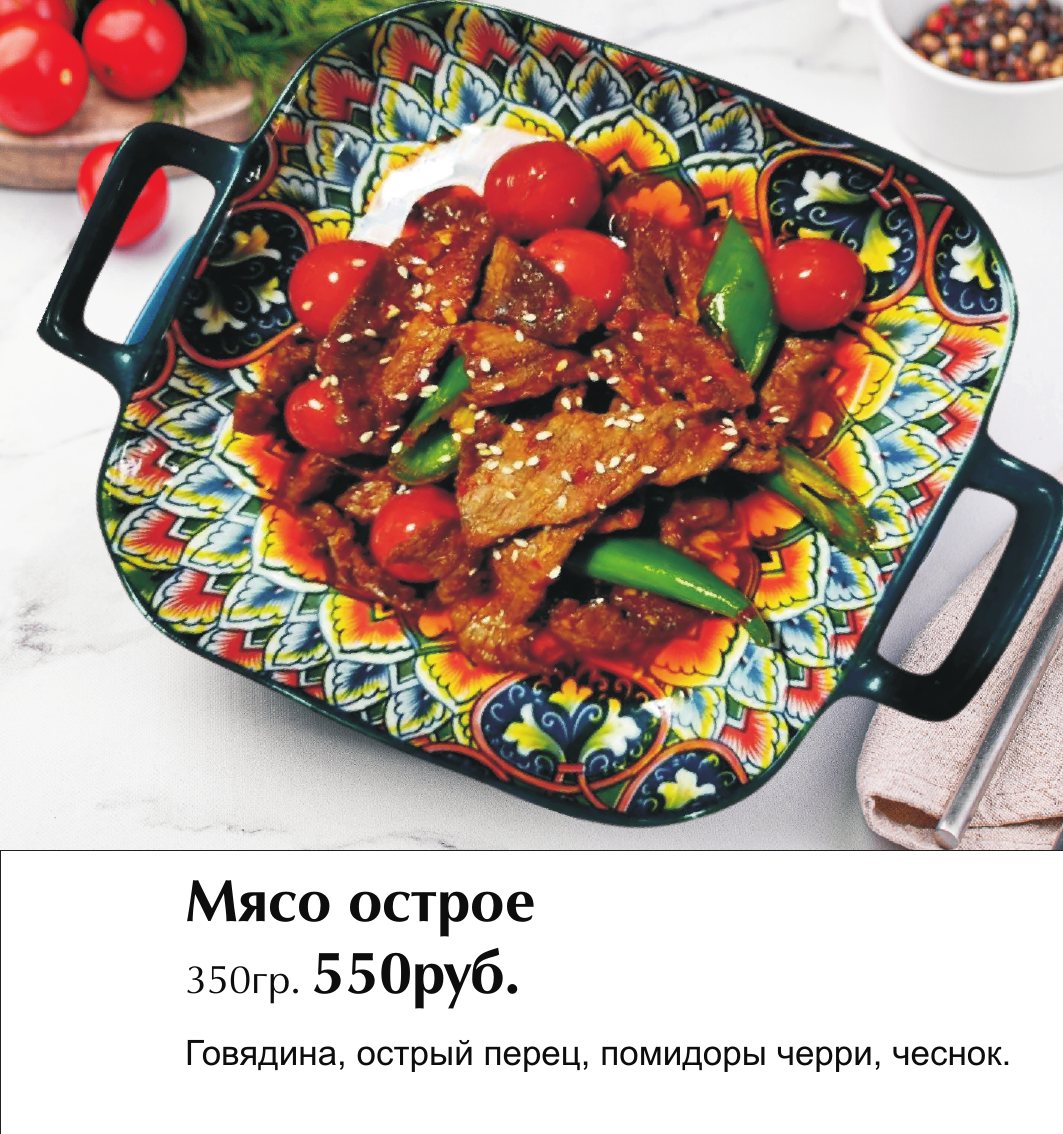 Мясо острое
350гр. 550руб.
Говядина, острый перец, помидоры черри, чеснок.